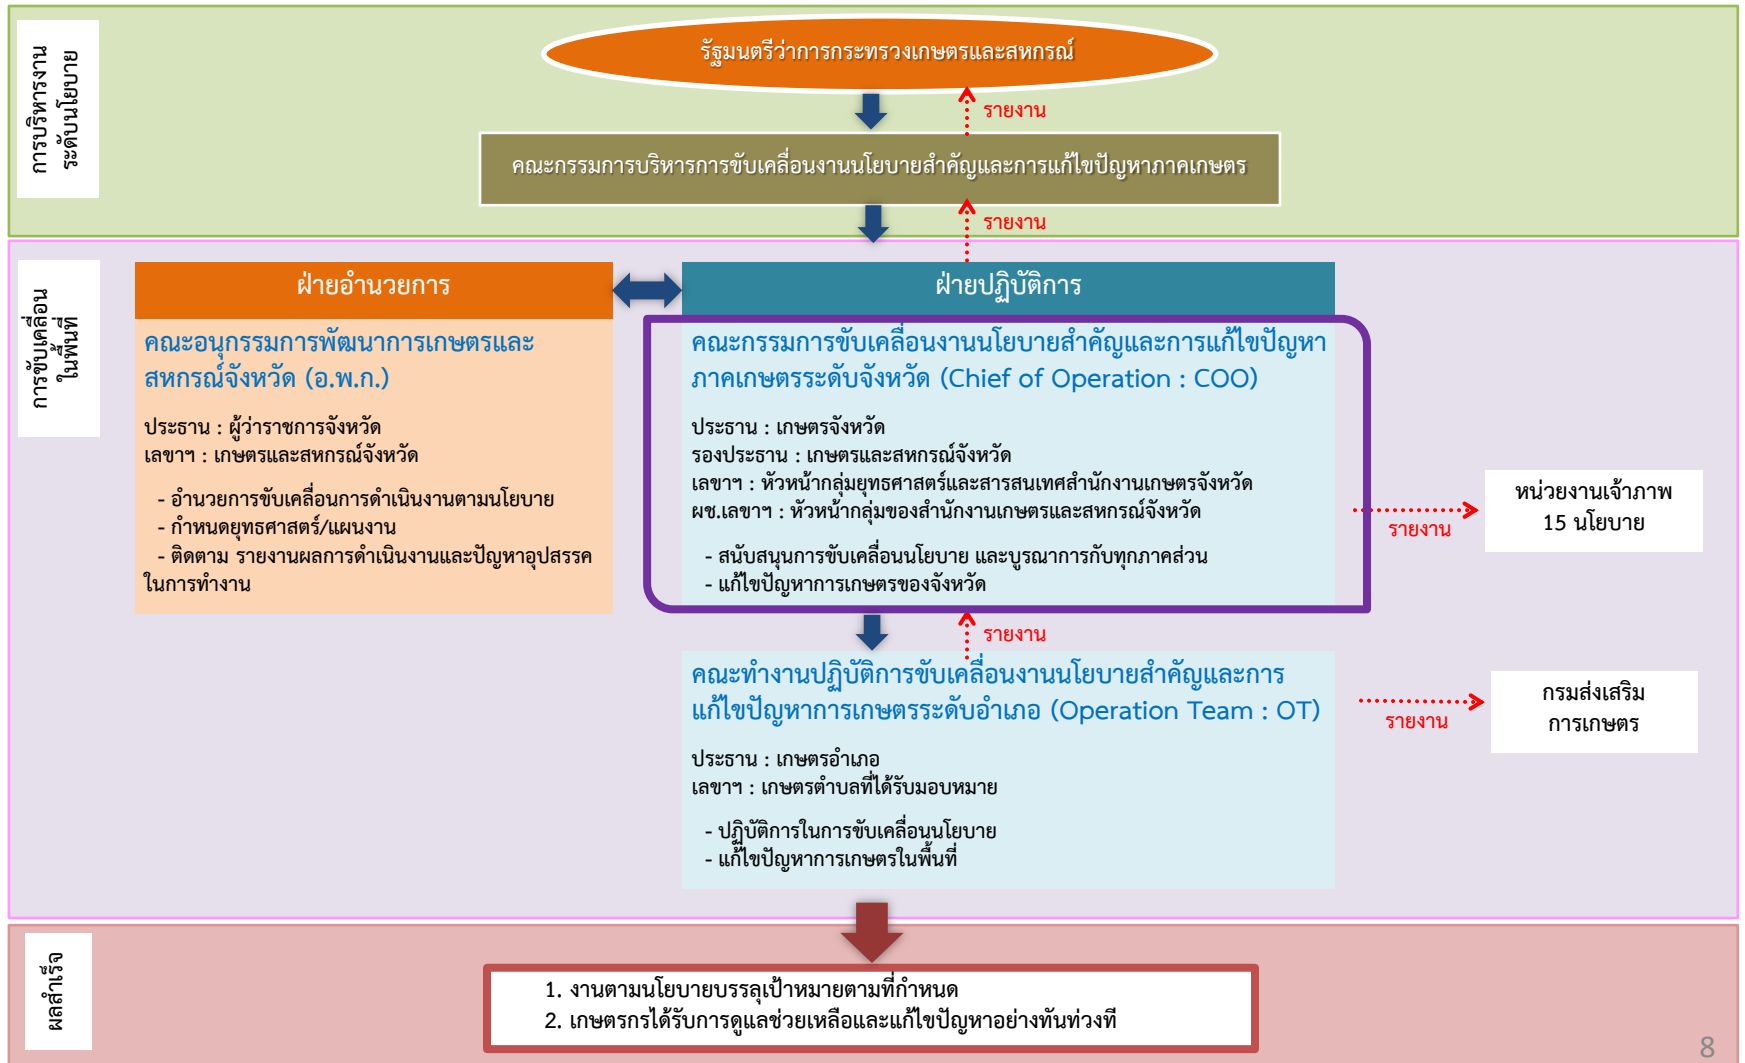 การบริหารงาน
ระดับนโยบาย
รัฐมนตรีว่าการกระทรวงเกษตรและสหกรณ์
รายงาน
คณะกรรมการบริหารการขับเคลื่อนงานนโยบายสำคัญและการแก้ไขปัญหาภาคเกษตร
รายงาน
การขับเคลื่อน
ในพื้นที่
ฝ่ายอำนวยการ
คณะอนุกรรมการพัฒนาการเกษตรและ
สหกรณ์จังหวัด (อ.พ.ก.)
ประธาน : ผู้ว่าราชการจังหวัด
เลขาฯ : เกษตรและสหกรณ์จังหวัด
- อำนวยการขับเคลื่อนการดำเนินงานตามนโยบาย
- กำหนดยุทธศาสตร์/แผนงาน
- ติดตาม รายงานผลการดำเนินงานและปัญหาอุปสรรค
ในการทำงาน
ฝ่ายปฏิบัติการ
คณะกรรมการขับเคลื่อนงานนโยบายสำคัญและการแก้ไขปัญหา
ภาคเกษตรระดับจังหวัด (Chief of Operation : COO)
ประธาน : เกษตรจังหวัด
รองประธาน : เกษตรและสหกรณ์จังหวัด
เลขาฯ : หัวหน้ากลุ่มยุทธศาสตร์และสารสนเทศสำนักงานเกษตรจังหวัด
ผช.เลขาฯ : หัวหน้ากลุ่มของสำนักงานเกษตรและสหกรณ์จังหวัด
- สนับสนุนการขับเคลื่อนนโยบาย และบูรณาการกับทุกภาคส่วน
- แก้ไขปัญหาการเกษตรของจังหวัด
รายงาน
หน่วยงานเจ้าภาพ
15 นโยบาย
รายงาน
คณะทำงานปฏิบัติการขับเคลื่อนงานนโยบายสำคัญและการ
แก้ไขปัญหาการเกษตรระดับอำเภอ (Operation Team : OT)
ประธาน : เกษตรอำเภอ
เลขาฯ : เกษตรตำบลที่ได้รับมอบหมาย
- ปฏิบัติการในการขับเคลื่อนนโยบาย
- แก้ไขปัญหาการเกษตรในพื้นที่
รายงาน
กรมส่งเสริม
การเกษตร
ผลสำเร็จ
1. งานตามนโยบายบรรลุเป้าหมายตามที่กำหนด
2. เกษตรกรได้รับการดูแลช่วยเหลือและแก้ไขปัญหาอย่างทันท่วงที
8